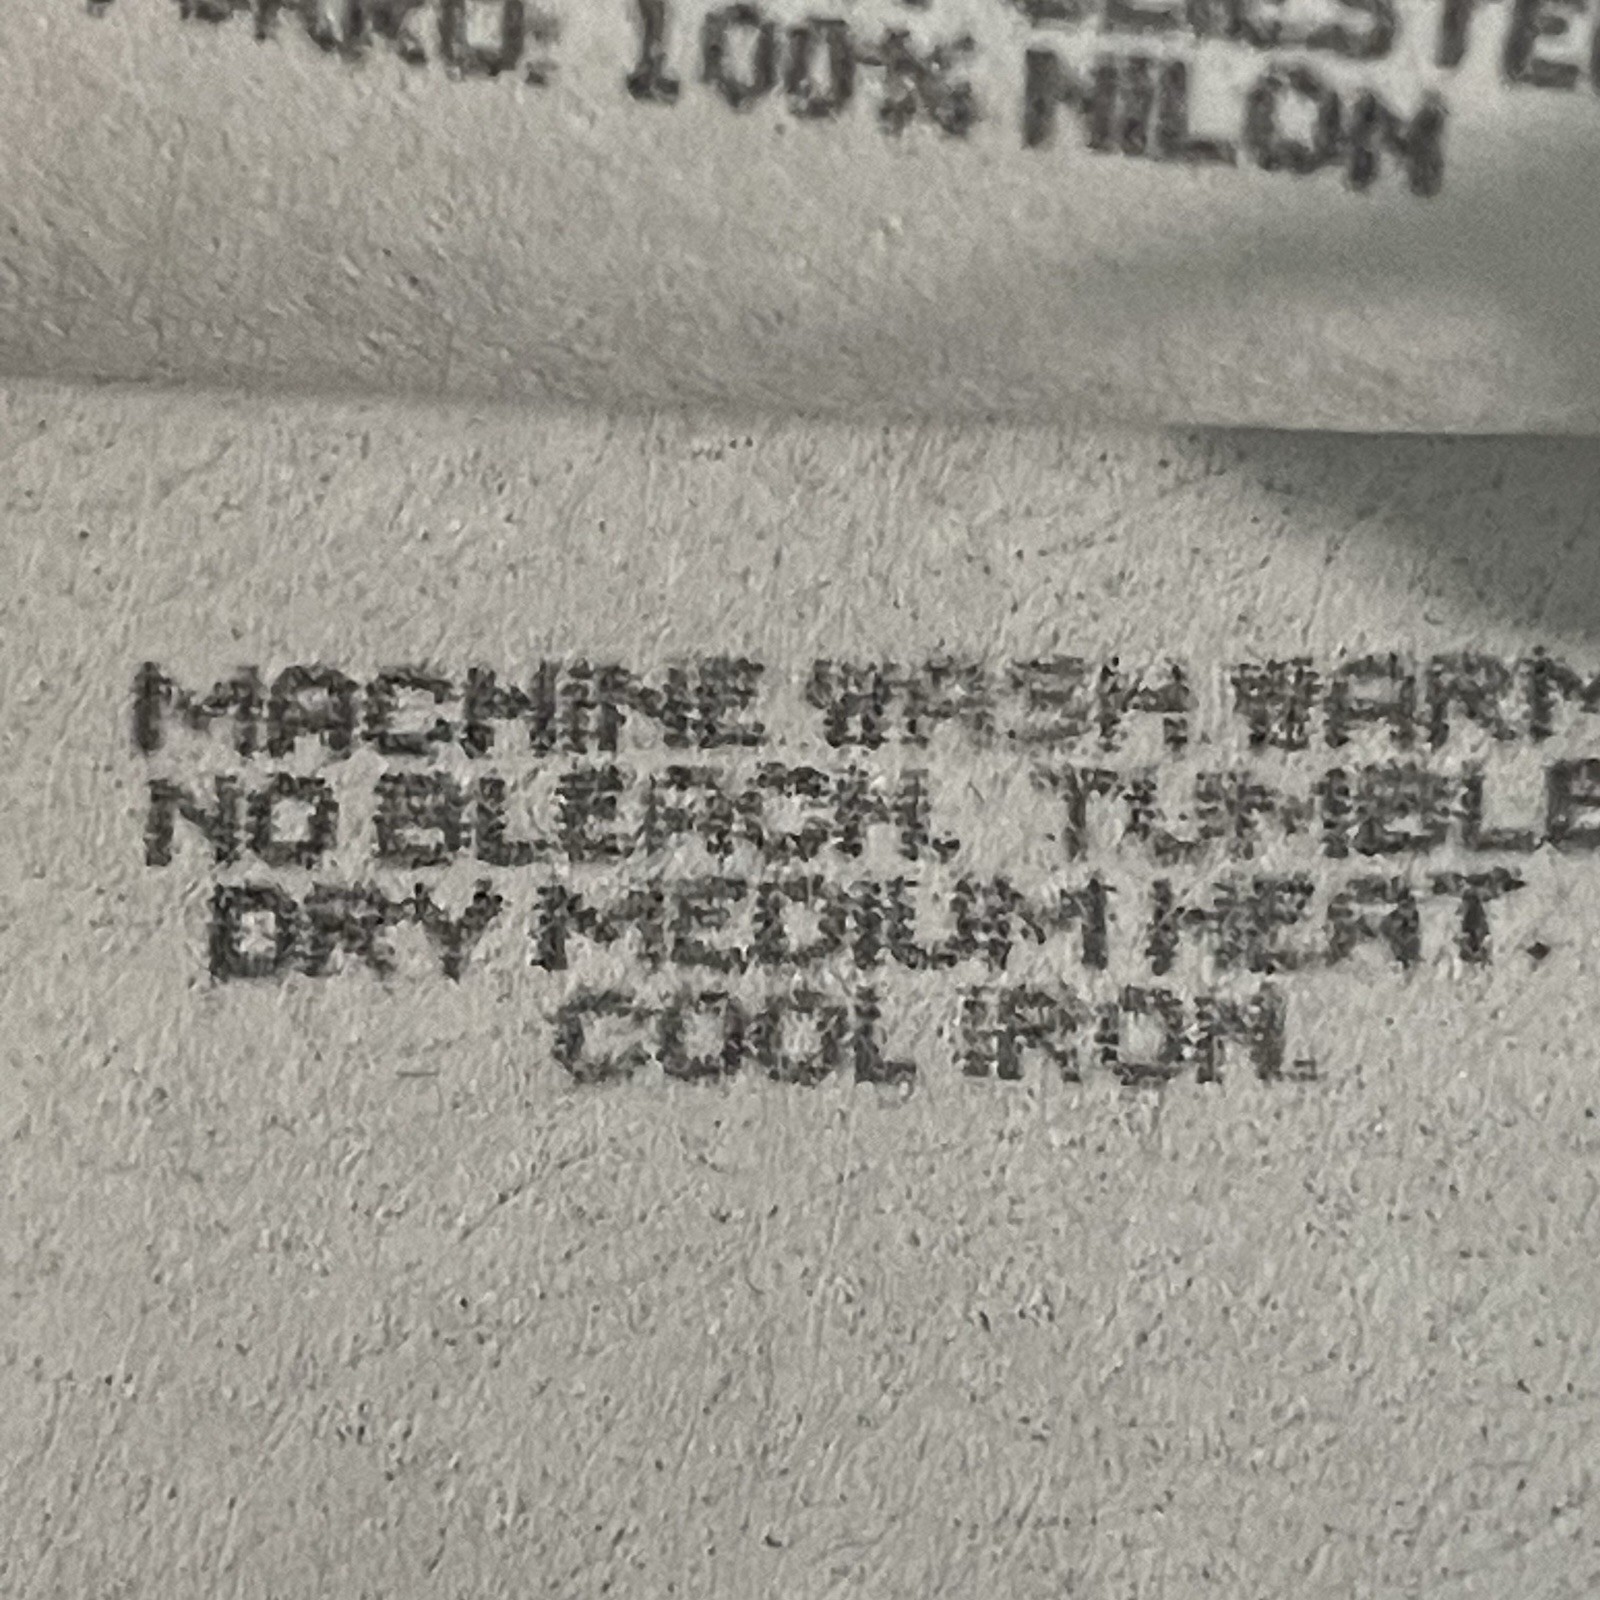 100% NILON
MACHINE WASH WARM
NO BLEACH. TUMBLE
DRY MEDIUM HEAT.
COOL IRON.